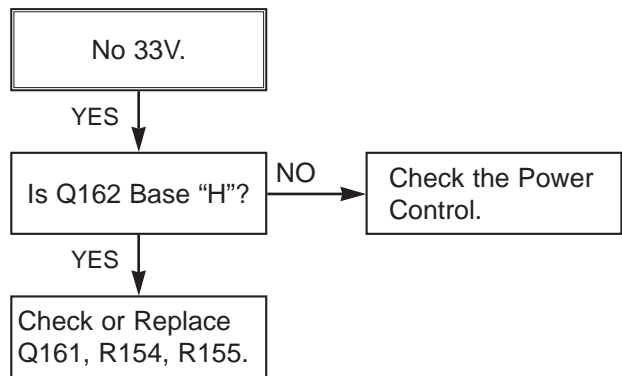 No 33V.
YES
Is Q162 Base “H”?
NO
Check the Power
Control.
YES
Check or Replace
Q161, R154, R155.